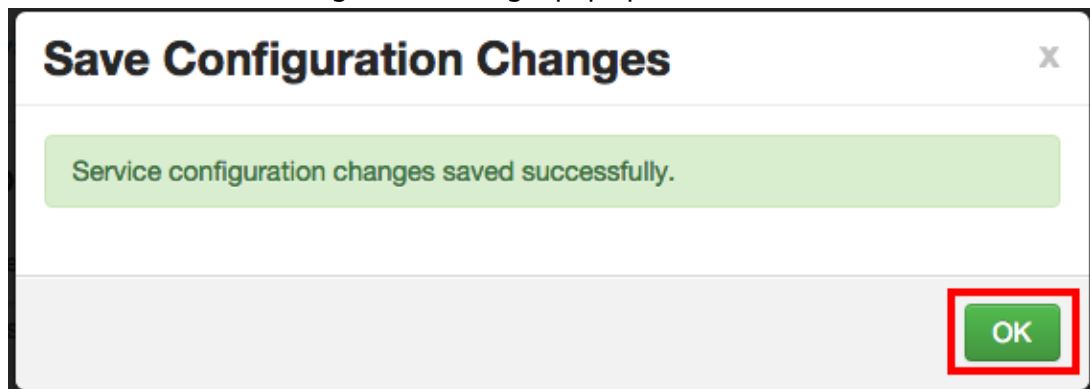 Save Configuration Changes
x
Service configuration changes saved successfully.
OK